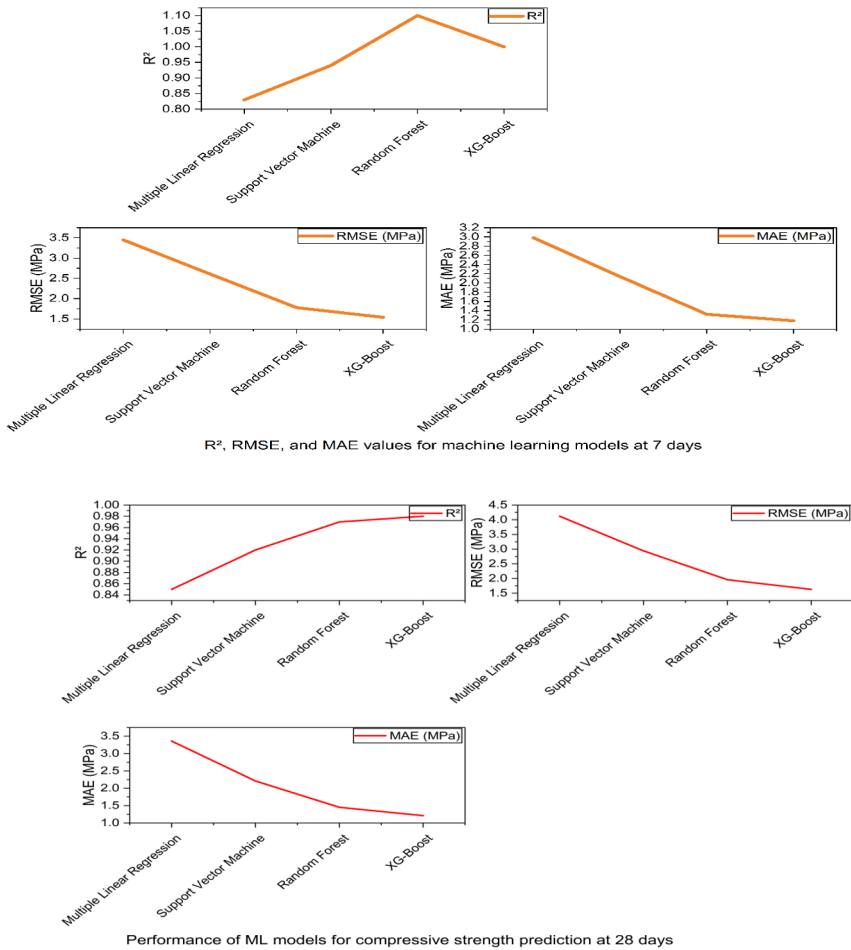 1.10
1.05
1.00
0.95
0.90
0.85
0.80
R²
R²
Multiple Linear Regression
Support Vector Machine
Random Forest
XG-Boost
3.5
3.0
2.5
2.0
1.5
RMSE (MPa)
RMSE (MPa)
Multiple Linear Regression
Support Vector Machine
Random Forest
XG-Boost
3.2
3.0
2.8
2.6
2.4
2.2
2.0
1.8
1.6
1.4
1.2
1.0
MAE (MPa)
MAE (MPa)
Multiple Linear Regression
Support Vector Machine
Random Forest
XG-Boost
R², RMSE, and MAE values for machine learning models at 7 days
1.00
0.98
0.96
0.94
0.92
0.90
0.88
0.86
0.84
R²
R²
Multiple Linear Regression
Support Vector Machine
Random Forest
XG-Boost
4.5
4.0
3.5
3.0
2.5
2.0
1.5
RMSE (MPa)
RMSE (MPa)
Multiple Linear Regression
Support Vector Machine
Random Forest
XG-Boost
3.5
3.0
2.5
2.0
1.5
1.0
MAE (MPa)
MAE (MPa)
Multiple Linear Regression
Support Vector Machine
Random Forest
XG-Boost
Performance of ML models for compressive strength prediction at 28 days